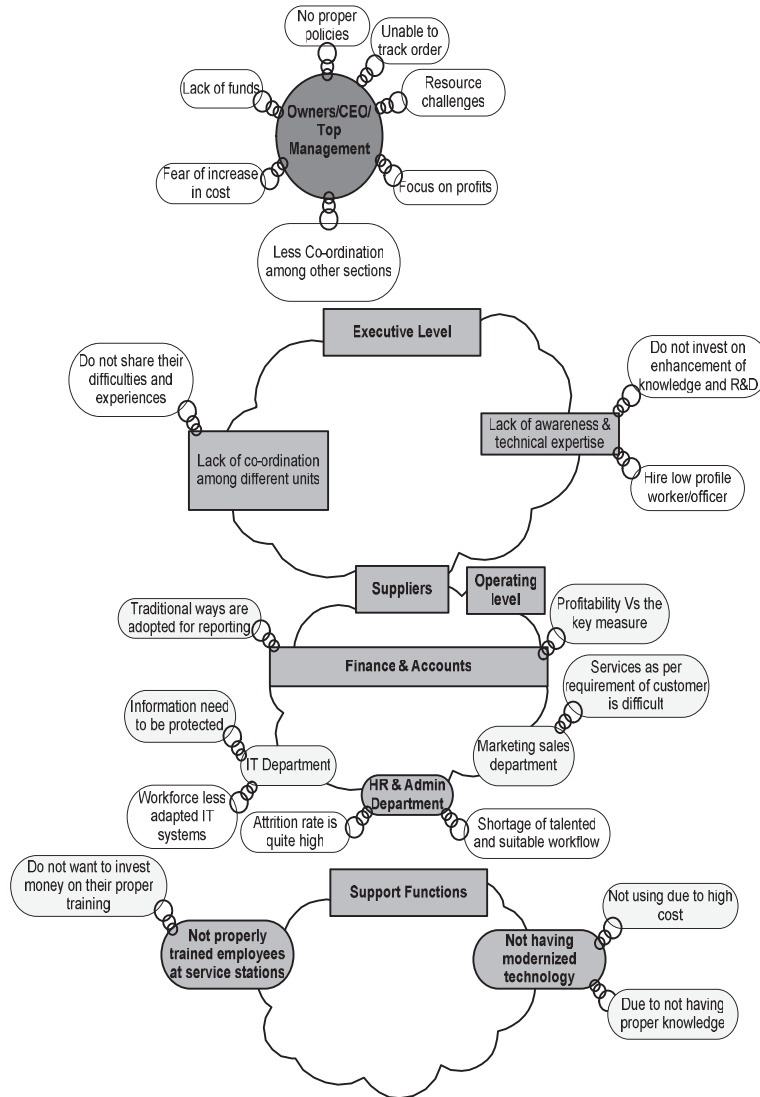 No proper
policies
Unable to
track order
Lack of funds
Resource
challenges
Owners/CEO/
Top
Management
Fear of increase
in cost
Focus on profits
Less Co-ordination
among other sections
Executive Level
Do not share their
difficulties and
experiences
Do not invest on
enhancement of
knowledge and R&D
Lack of co-ordination
among different units
Lack of awareness &
technical expertise
Hire low profile
worker/officer
Suppliers
Operating
level
Traditional ways are
adopted for reporting
Profitability Vs the
key measure
Finance & Accounts
Services as per
requirement of customer
is difficult
Information need
to be protected
IT Department
Marketing sales
department
HR & Admin
Department
Workforce less
adapted IT
systems
Attrition rate is
quite high
Shortage of talented
and suitable workflow
Do not want to invest
money on their proper
training
Support Functions
Not using due to high
cost
Not properly
trained employees
at service stations
Not having
modernized
technology
Due to not having
proper knowledge